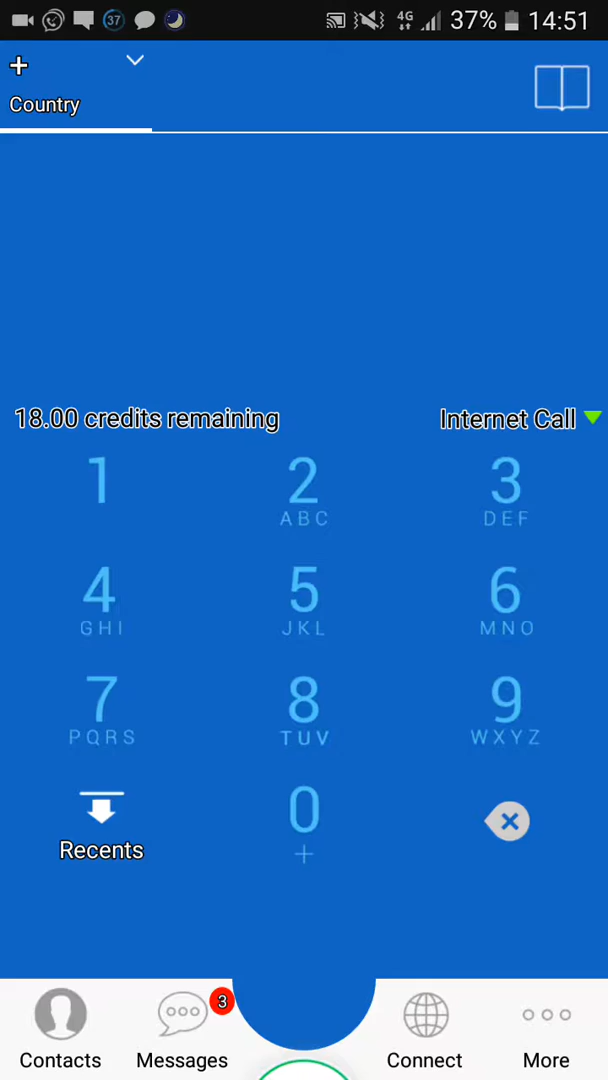 37 4G 37% 14:51
+
Country
18.00 credits remaining Internet Call
1 2 3
ABC DEF
4 5 6
GHI JKL MNO
7 8 9
PQRS TUV WXYZ
0
+
Recents
3
Contacts Messages Connect More